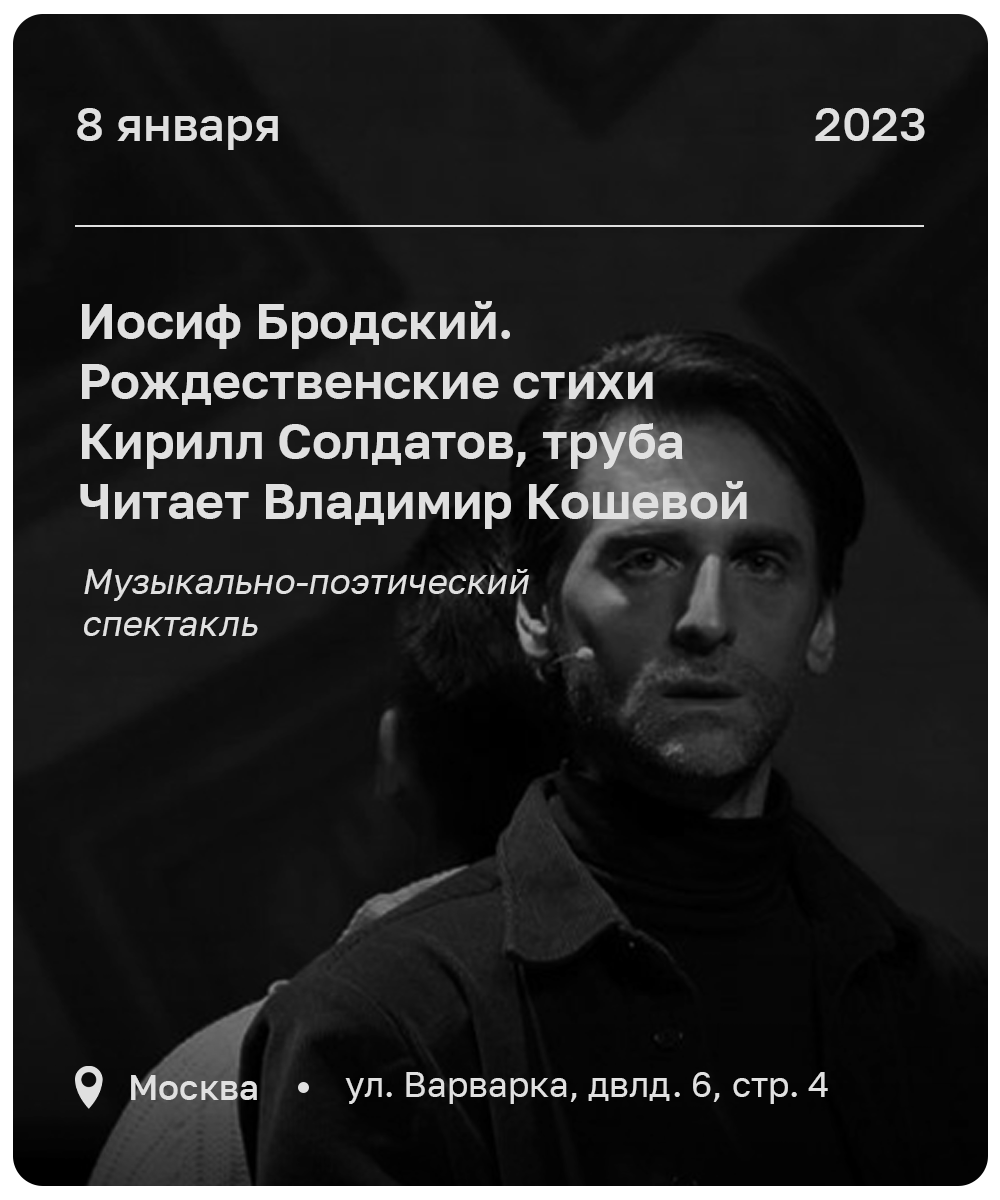 8 января 2023
Иосиф Бродский.
Рождественские стихи
Кирилл Солдатов, труба
Читает Владимир Кошевой
Музыкально-поэтический
спектакль
Москва • ул. Варварка, двлд. 6, стр. 4